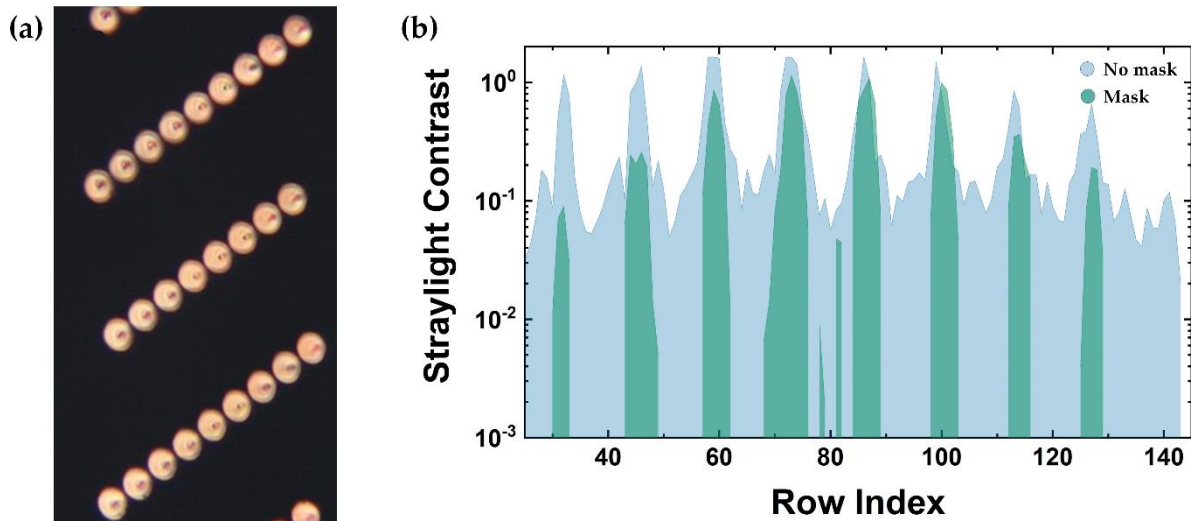 (a)
(b)
Straylight Contrast
10⁰
10⁻¹
10⁻²
10⁻³
No mask
Mask
40 60 80 100 120 140
Row Index